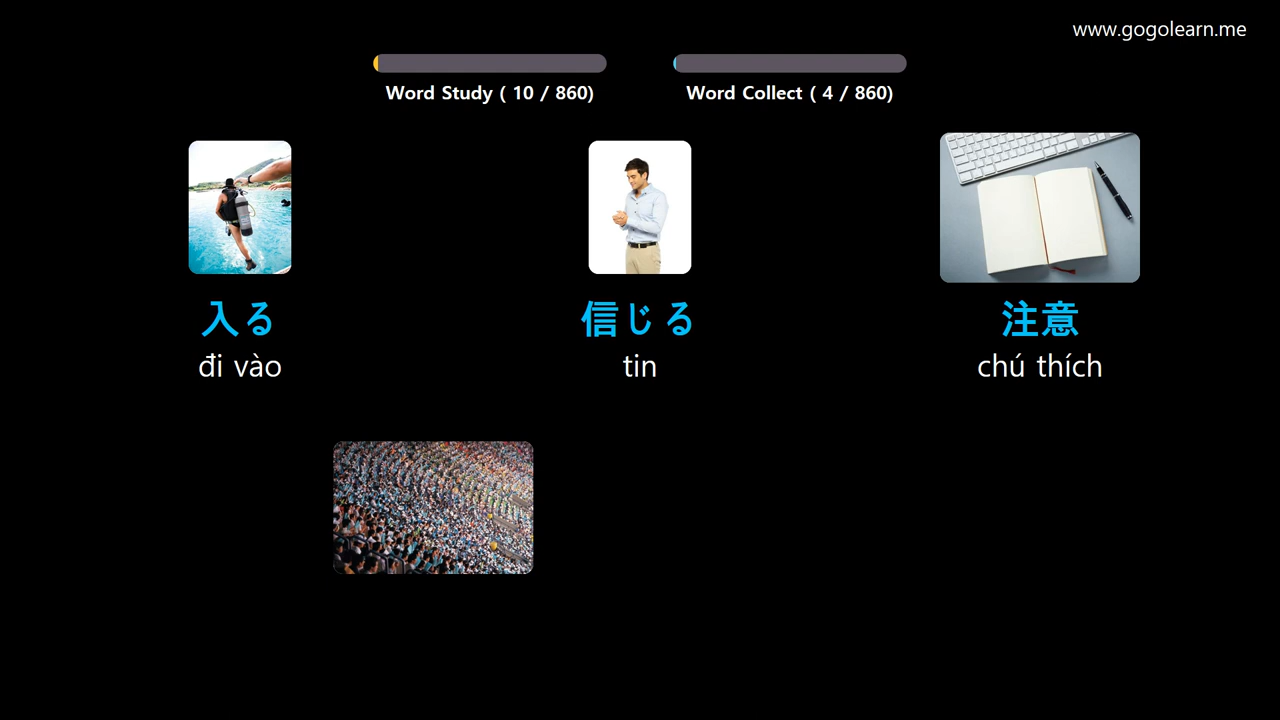 www.gogolearn.me
Word Study ( 10 / 860)
Word Collect ( 4 / 860)
入る
信じる
注意
đi vào
tin
chú thích